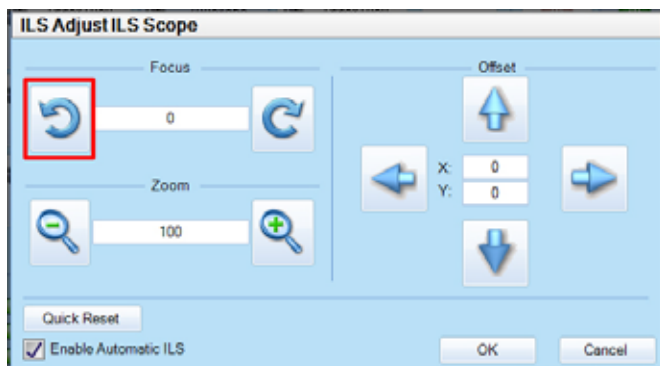 ILS Adjust ILS Scope
Focus
0
Zoom
100
Offset
X: 0
Y: 0
Quick Reset
Enable Automatic ILS
OK
Cancel